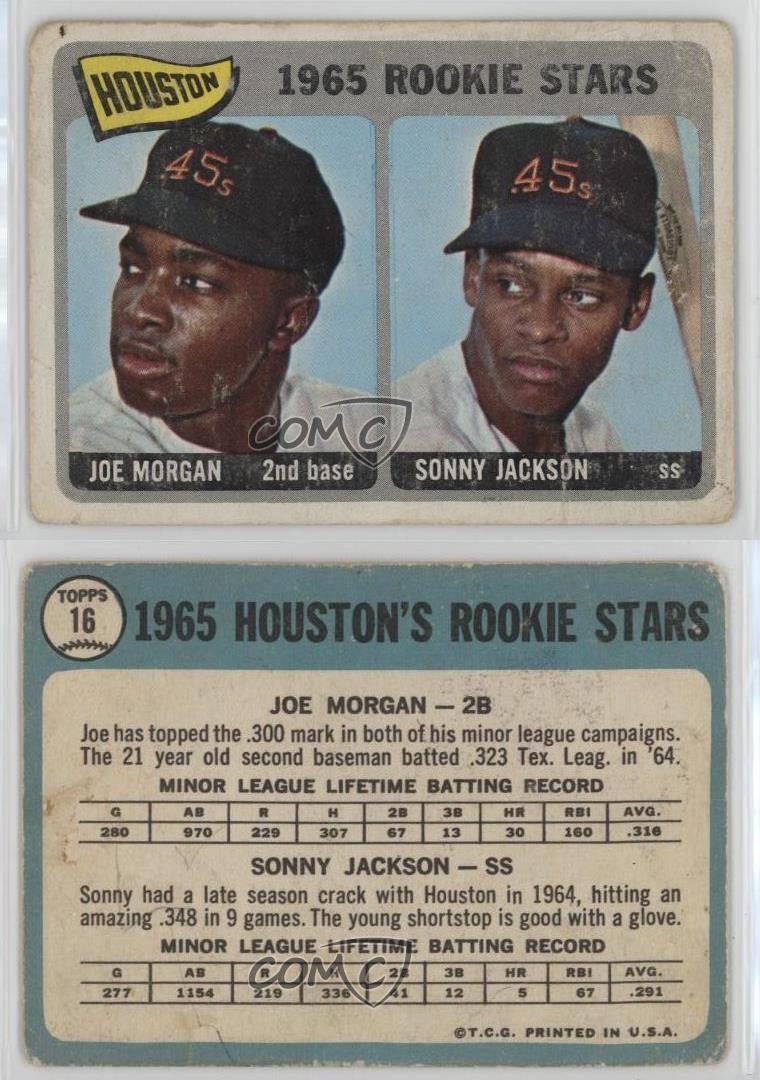 HOUSTON 1965 ROOKIE STARS
.45s
.45s
COMC
JOE MORGAN 2nd base SONNY JACKSON SS
TOPPS
16
1965 HOUSTON'S ROOKIE STARS
JOE MORGAN — 2B
Joe has topped the .300 mark in both of his minor league campaigns.
The 21 year old second baseman batted .323 Tex. Leag. in '64.
MINOR LEAGUE LIFETIME BATTING RECORD
G AB R H 2B 3B HR RBI AVG.
280 970 229 307 67 13 30 160 .316
SONNY JACKSON — SS
Sonny had a late season crack with Houston in 1964, hitting an
amazing .348 in 9 games. The young shortstop is good with a glove.
MINOR LEAGUE LIFETIME BATTING RECORD
COMC
G AB R H 2B 3B HR RBI AVG.
277 1154 219 336 41 12 5 67 .291
©T.C.G. PRINTED IN U.S.A.